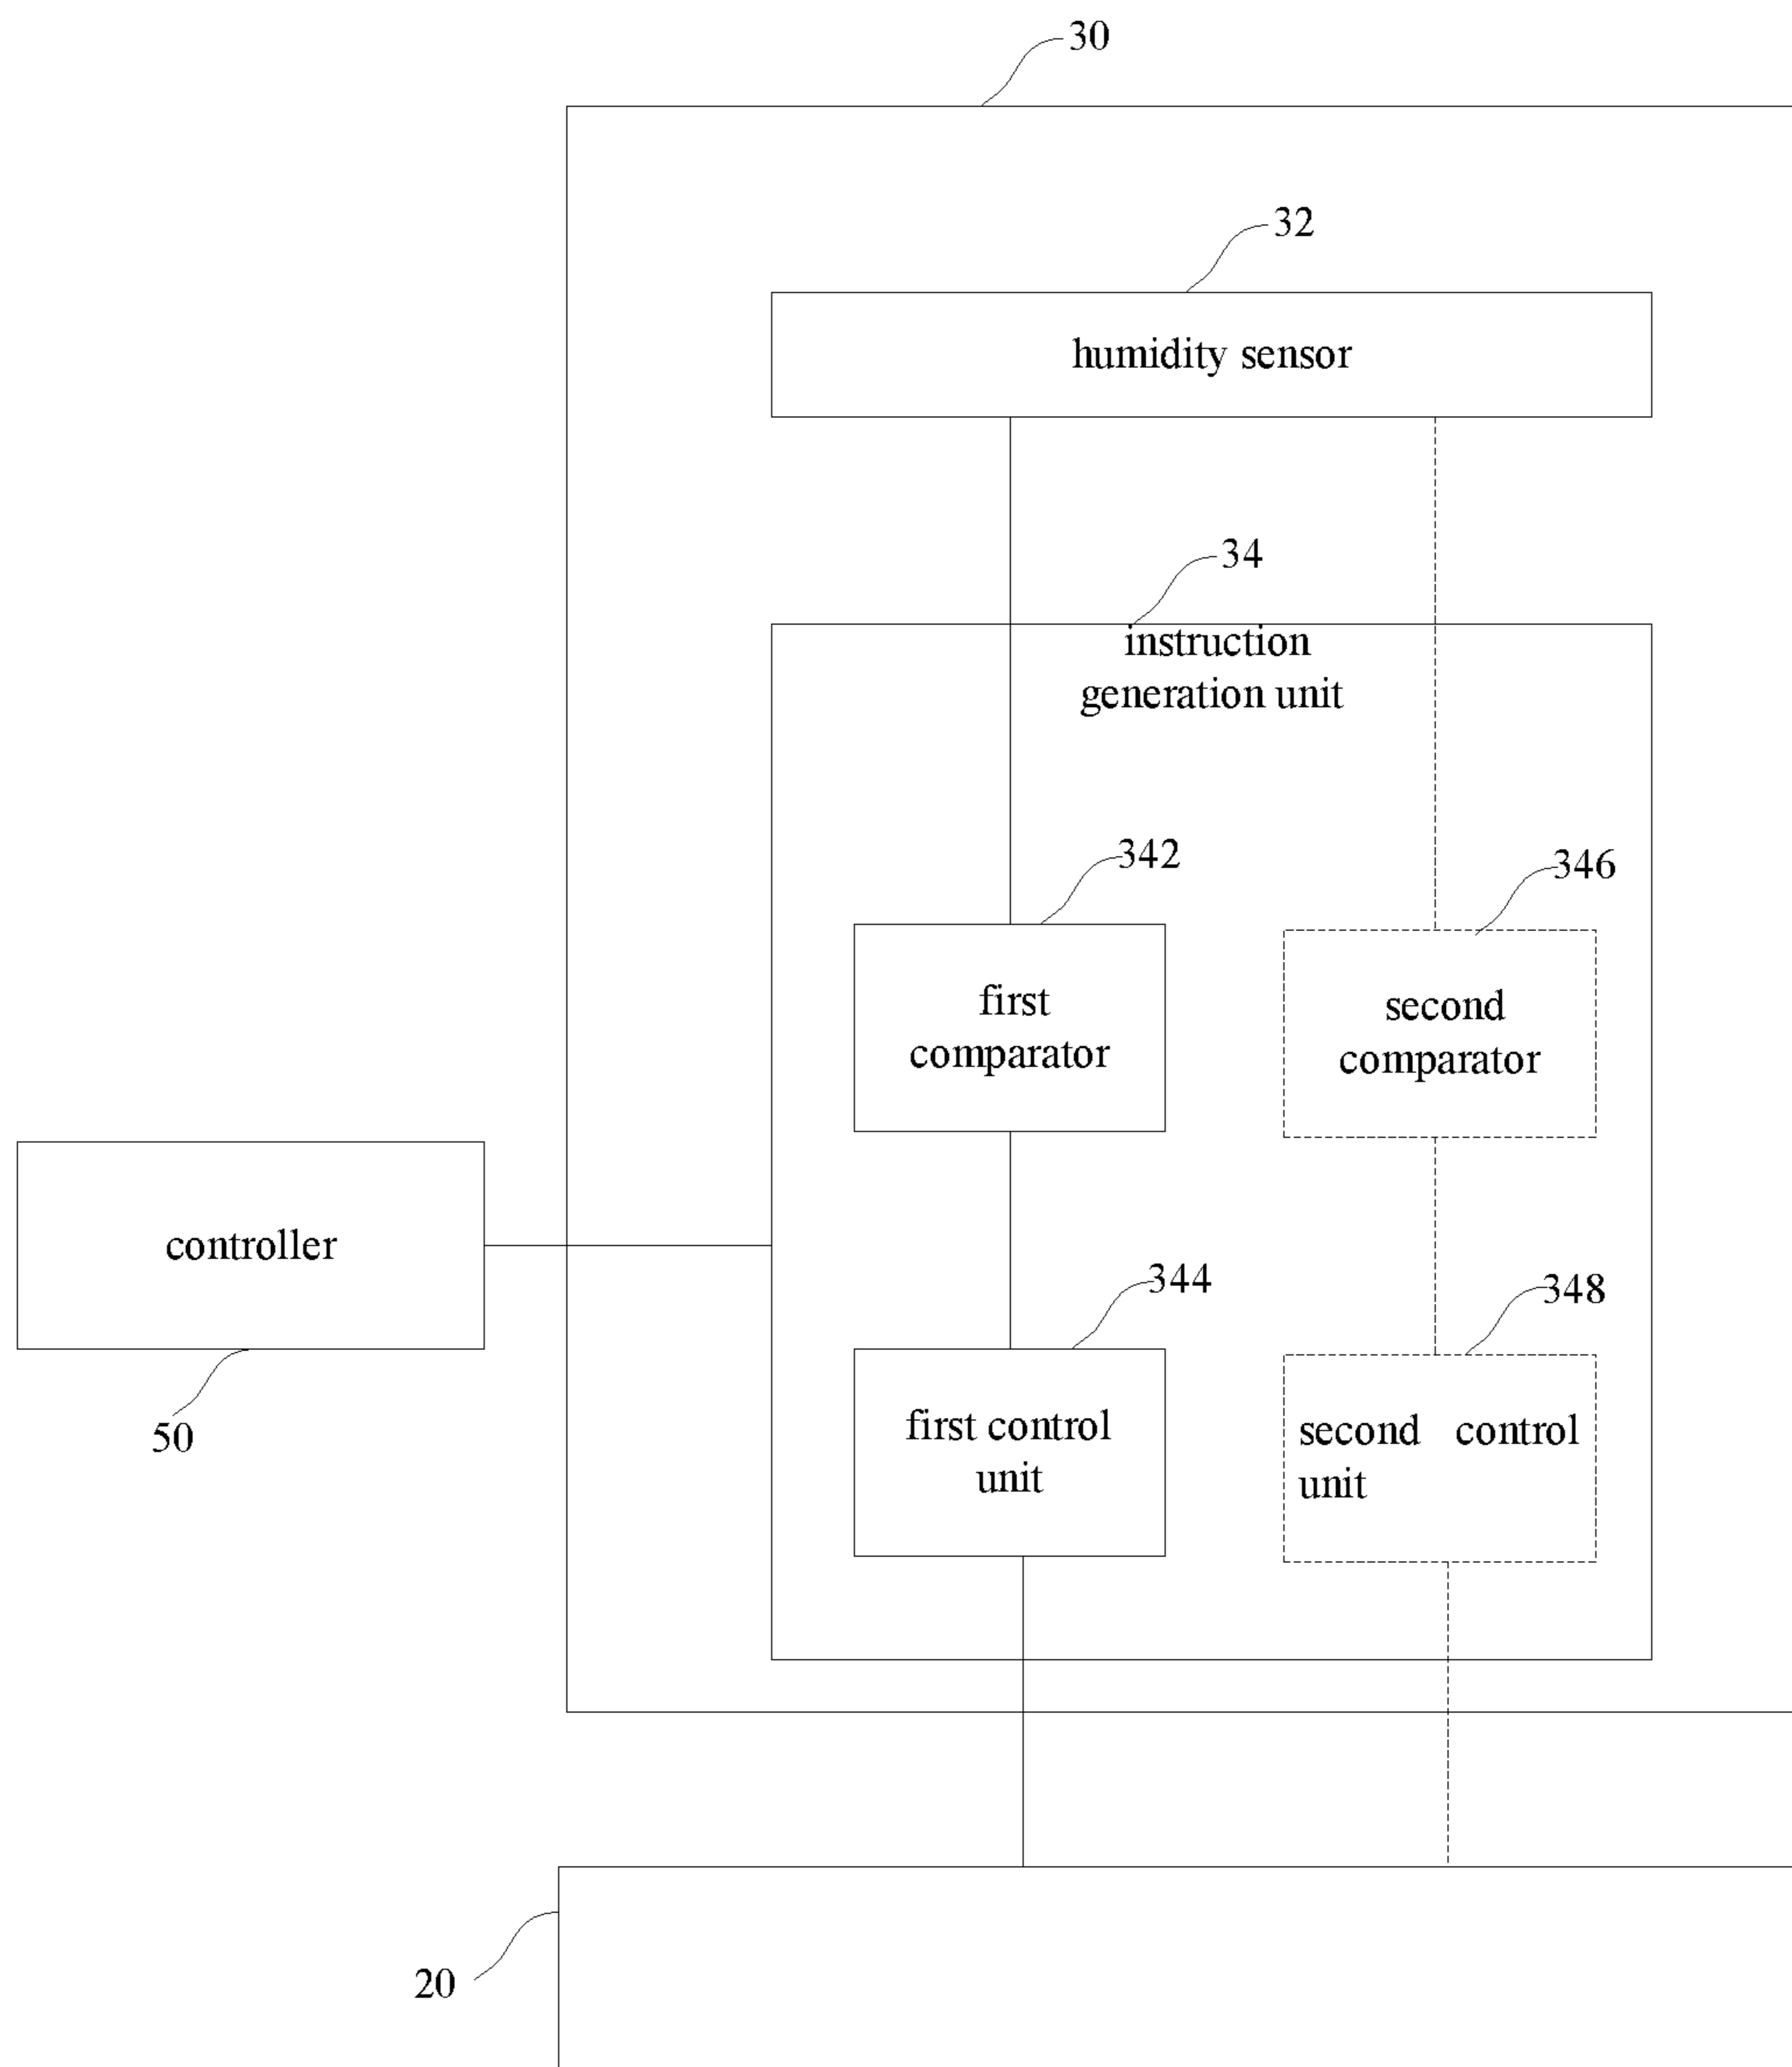 30
32
humidity sensor
34
instruction
generation unit
342
346
first
comparator
second
comparator
controller
344
348
50
first control
unit
second control
unit
20